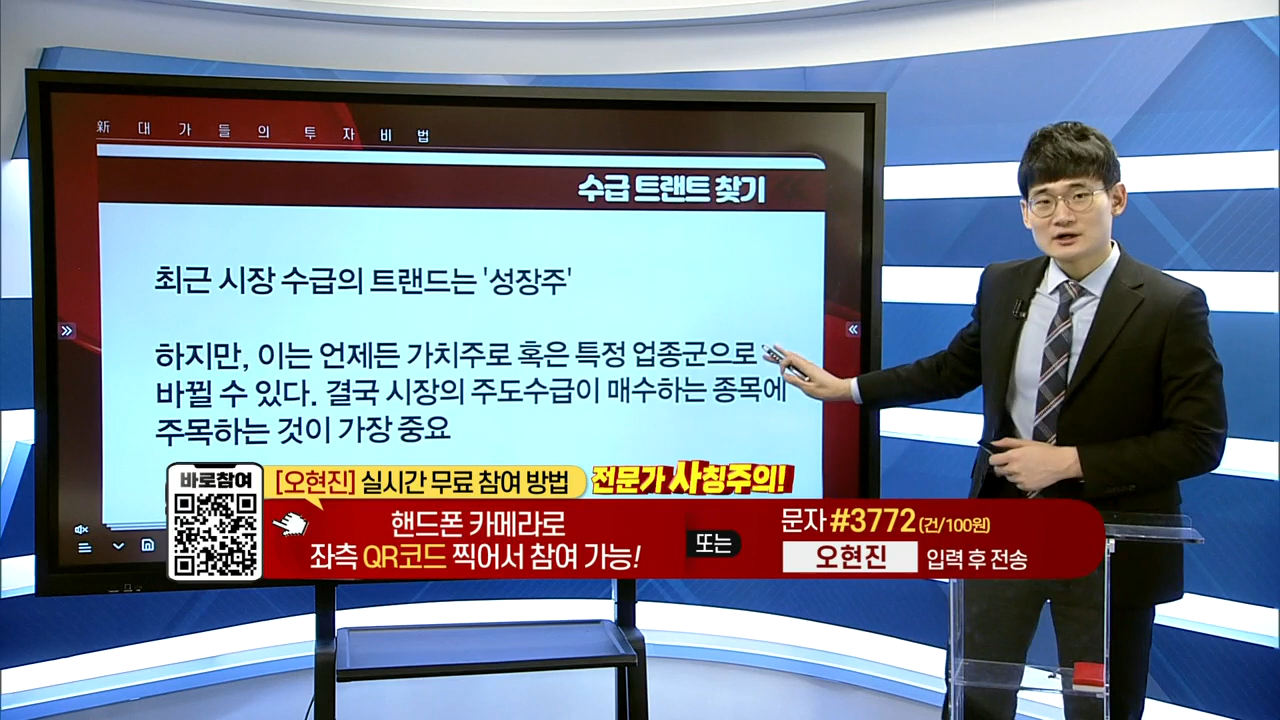 新 대 가 들 의 투 자 비 법
수급 트랜트 찾기
최근 시장 수급의 트랜드는 '성장주'
하지만, 이는 언제든 가치주로 혹은 특정 업종군으로
바뀔 수 있다. 결국 시장의 주도수급이 매수하는 종목에
주목하는 것이 가장 중요
바로참여
[오현진] 실시간 무료 참여 방법
전문가 사칭주의!
핸드폰 카메라로
좌측 QR코드 찍어서 참여 가능!
또는
문자 #3772 (건/100원)
오현진 입력 후 전송